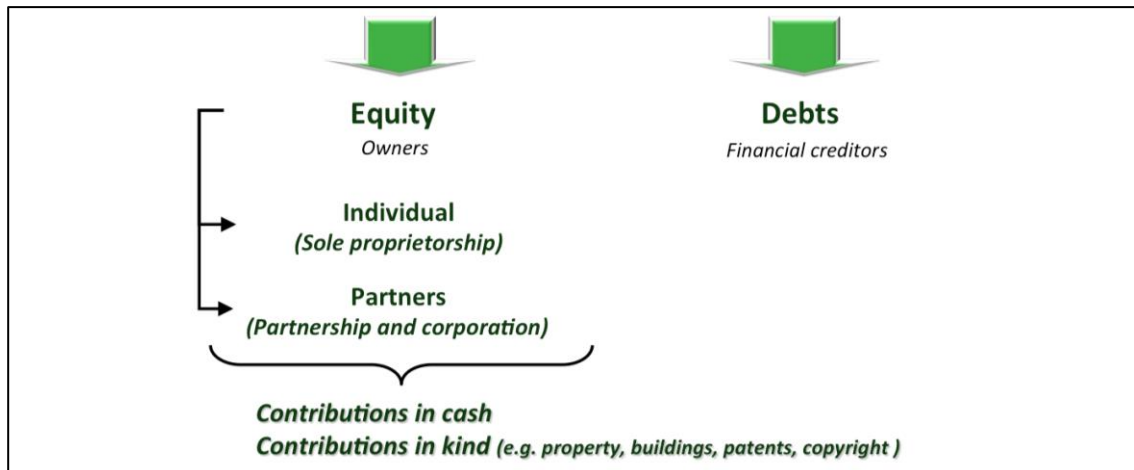 Equity
Owners
Debts
Financial creditors
Individual
(Sole proprietorship)
Partners
(Partnership and corporation)
Contributions in cash
Contributions in kind (e.g. property, buildings, patents, copyright )